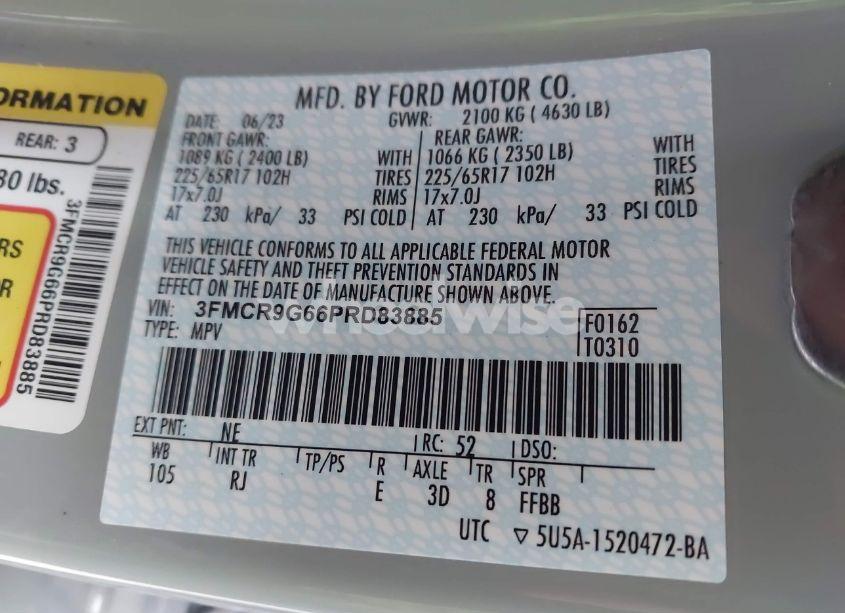 ORMATION
REAR: 3
80 lbs.
3FMCR9G66PRD83885
RS
R
MFD. BY FORD MOTOR CO.
DATE: 06/23 GVWR: 2100 KG ( 4630 LB)
FRONT GAWR: REAR GAWR:
1089 KG ( 2400 LB) WITH 1066 KG ( 2350 LB) WITH
225/65R17 102H TIRES 225/65R17 102H TIRES
17x7.0J RIMS 17x7.0J RIMS
AT 230 kPa/ 33 PSI COLD AT 230 kPa/ 33 PSI COLD
THIS VEHICLE CONFORMS TO ALL APPLICABLE FEDERAL MOTOR
VEHICLE SAFETY AND THEFT PREVENTION STANDARDS IN
EFFECT ON THE DATE OF MANUFACTURE SHOWN ABOVE.
VIN: 3FMCR9G66PRD83885 F0162
TYPE: MPV T0310
EXT PNT: NE RC: 52 DSO:
WB INT TR TP/PS R AXLE TR SPR
105 RJ E 3D 8 FFBB
UTC ▽ 5U5A-1520472-BA